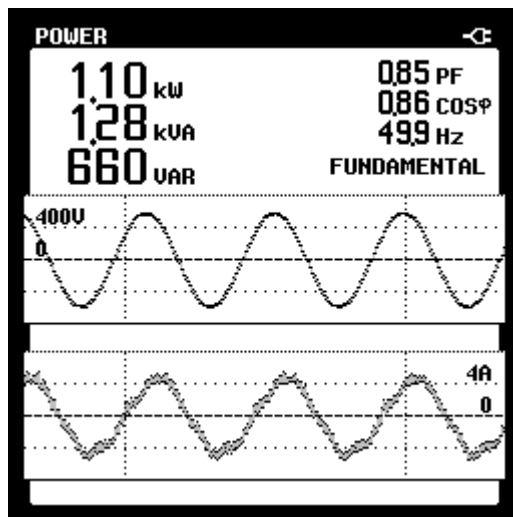 POWER
1.10 kW
1.28 kVA
660 VAR
0.85 PF
0.86 COSφ
49.9 Hz
FUNDAMENTAL
400V
0
4A
0